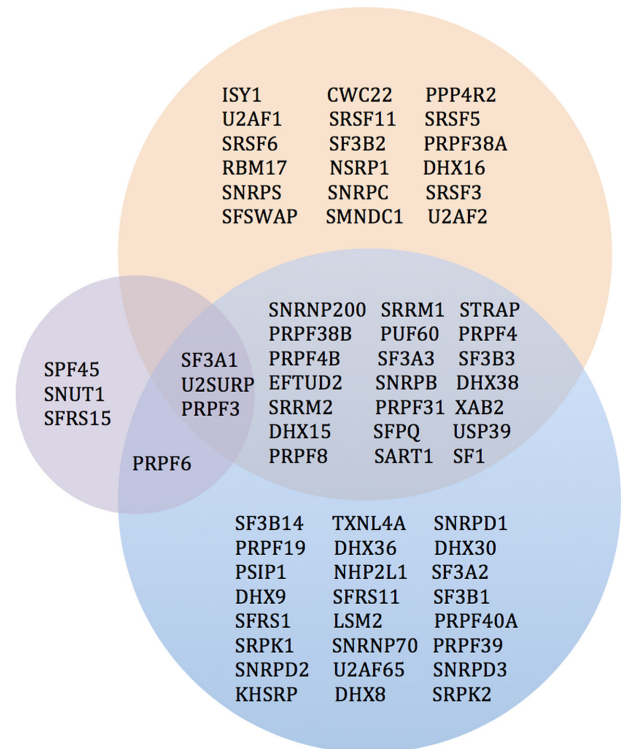 ISY1 CWC22 PPP4R2
U2AF1 SRSF11 SRSF5
SRSF6 SF3B2 PRPF38A
RBM17 NSRP1 DHX16
SNRPS SNRPC SRSF3
SFSWAP SMNDC1 U2AF2
SNRNP200 SRRM1 STRAP
PRPF38B PUF60 PRPF4
PRPF4B SF3A3 SF3B3
EFTUD2 SNRPB DHX38
SRRM2 PRPF31 XAB2
DHX15 SFPQ USP39
PRPF8 SART1 SF1
SF3A1
U2SURP
PRPF3
SPF45
SNUT1
SFRS15
PRPF6
SF3B14 TXNL4A SNRPD1
PRPF19 DHX36 DHX30
PSIP1 NHP2L1 SF3A2
DHX9 SFRS11 SF3B1
SFRS1 LSM2 PRPF40A
SRPK1 SNRNP70 PRPF39
SNRPD2 U2AF65 SNRPD3
KHSRP DHX8 SRPK2